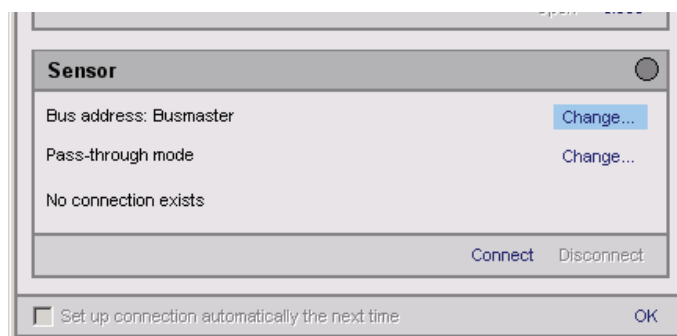 Sensor
Bus address: Busmaster Change...
Pass-through mode Change...
No connection exists
Connect Disconnect
Set up connection automatically the next time OK